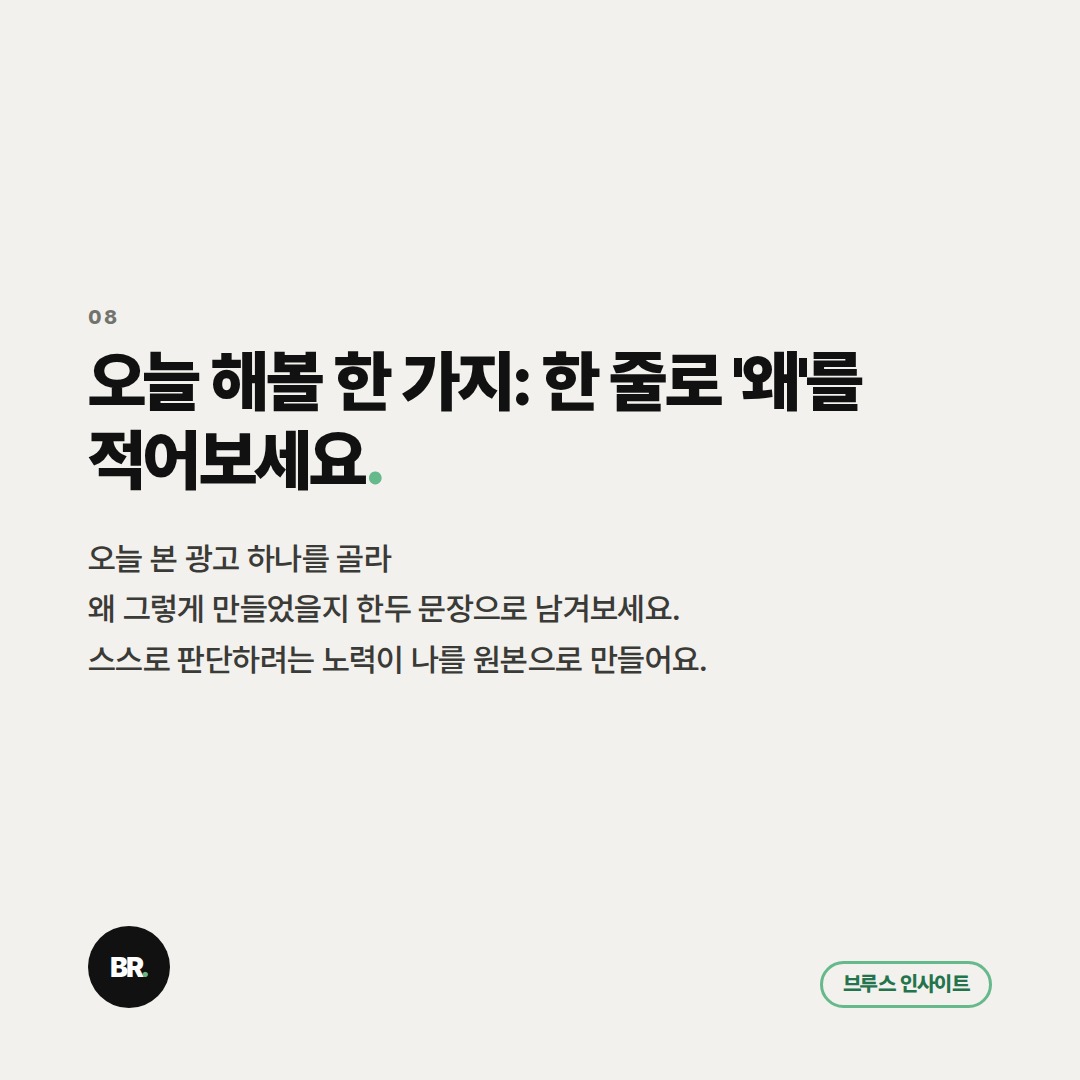 08
오늘 해볼 한 가지: 한 줄로 '왜'를
적어보세요.
오늘 본 광고 하나를 골라
왜 그렇게 만들었을지 한두 문장으로 남겨보세요.
스스로 판단하려는 노력이 나를 원본으로 만들어요.
BR.
브루스 인사이트